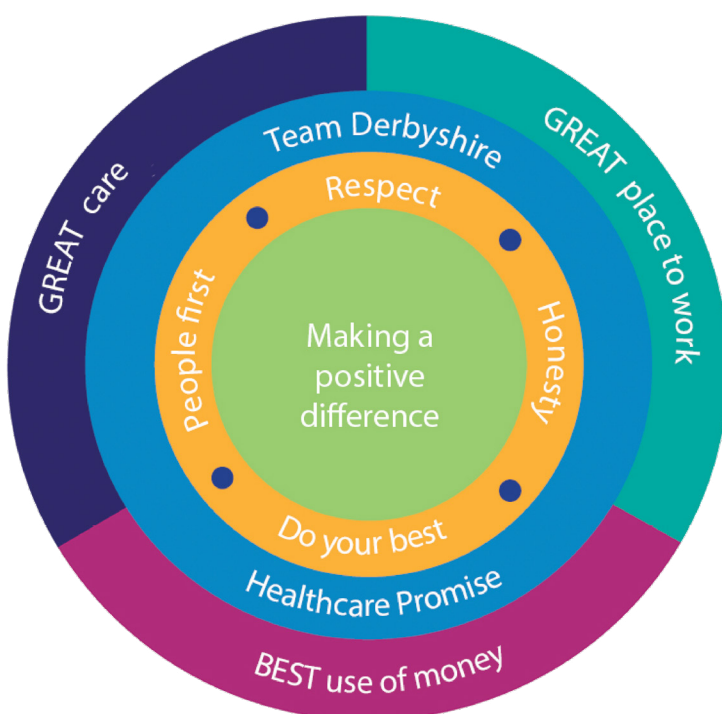 GREAT care
GREAT place to work
BEST use of money
Team Derbyshire
Healthcare Promise
Respect
Honesty
Do your best
People first
Making a
positive
difference